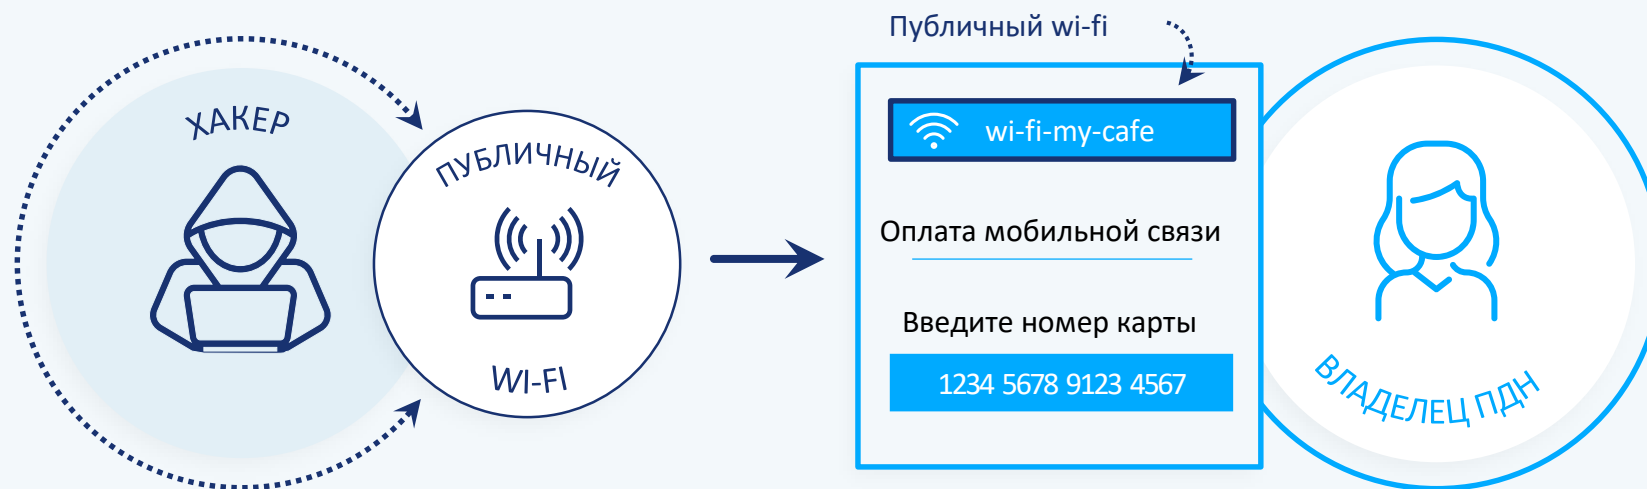 ХАКЕР
ПУБЛИЧНЫЙ
WI-FI
Публичный wi-fi
wi-fi-my-cafe
Оплата мобильной связи
Введите номер карты
1234 5678 9123 4567
ВЛАДЕЛЕЦ ПДН